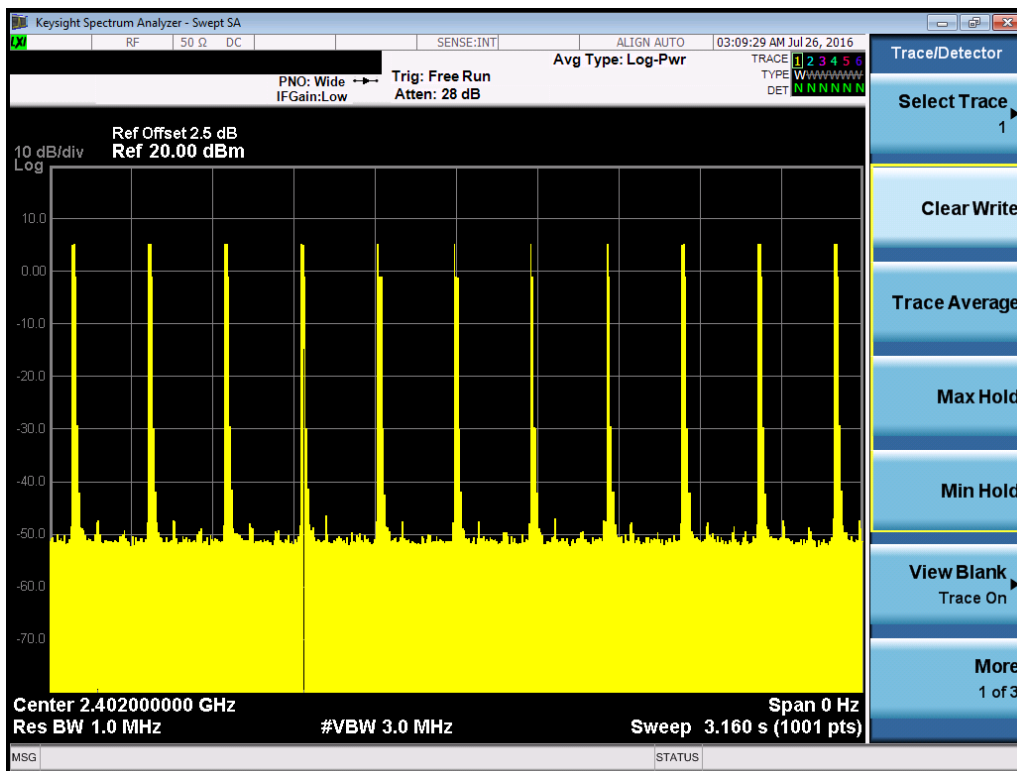 Keysight Spectrum Analyzer - Swept SA
LXI RF 50 Ω DC SENSE:INT ALIGN AUTO 03:09:29 AM Jul 26, 2016
Trace/Detector
PNO: Wide
IFGain:Low
Trig: Free Run
Atten: 28 dB
Avg Type: Log-Pwr
TRACE 1 2 3 4 5 6
TYPE W W W W W W
DET N N N N N N
Select Trace
1
Ref Offset 2.5 dB
10 dB/div Ref 20.00 dBm
Log
10.0
0.00
-10.0
-20.0
-30.0
-40.0
-50.0
-60.0
-70.0
Clear Write
Trace Average
Max Hold
Min Hold
View Blank
Trace On
More
1 of 3
Center 2.402000000 GHz Span 0 Hz
Res BW 1.0 MHz #VBW 3.0 MHz Sweep 3.160 s (1001 pts)
MSG STATUS